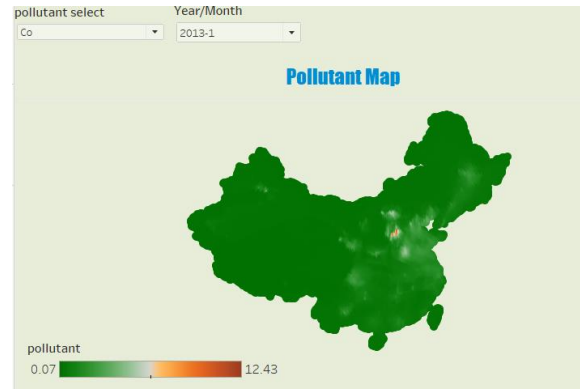 pollutant select
Year/Month
Co
2013-1
Pollutant Map
pollutant
0.07
12.43